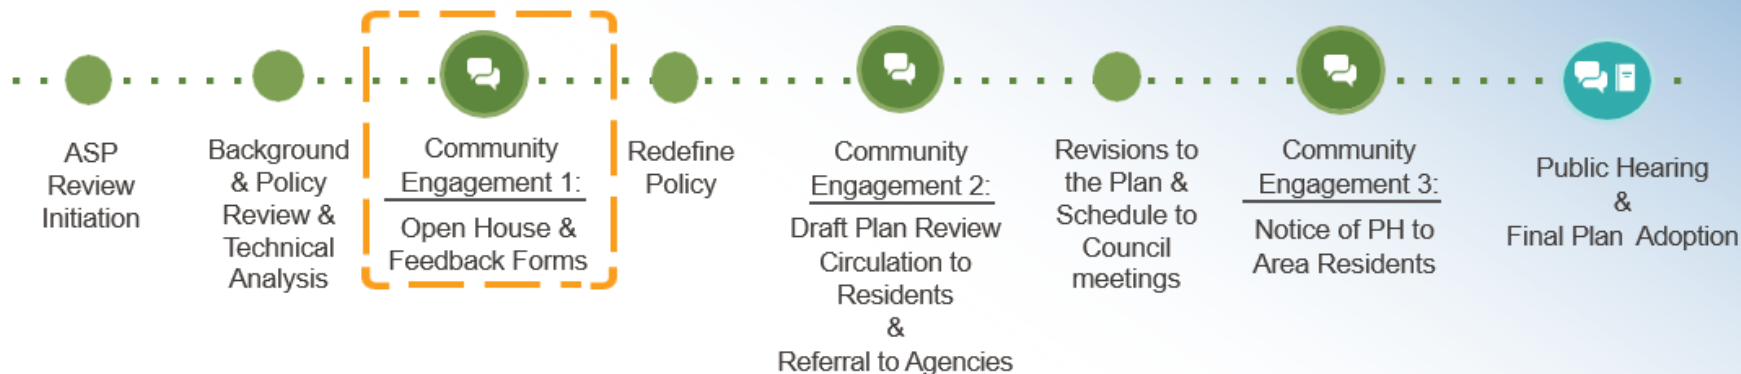 ASP
Review
Initiation
Background
& Policy
Review &
Technical
Analysis
Community
Engagement 1:
Open House &
Feedback Forms
Redefine
Policy
Community
Engagement 2:
Draft Plan Review
Circulation to
Residents
&
Referral to Agencies
Revisions to
the Plan &
Schedule to
Council
meetings
Community
Engagement 3:
Notice of PH to
Area Residents
Public Hearing
&
Final Plan Adoption